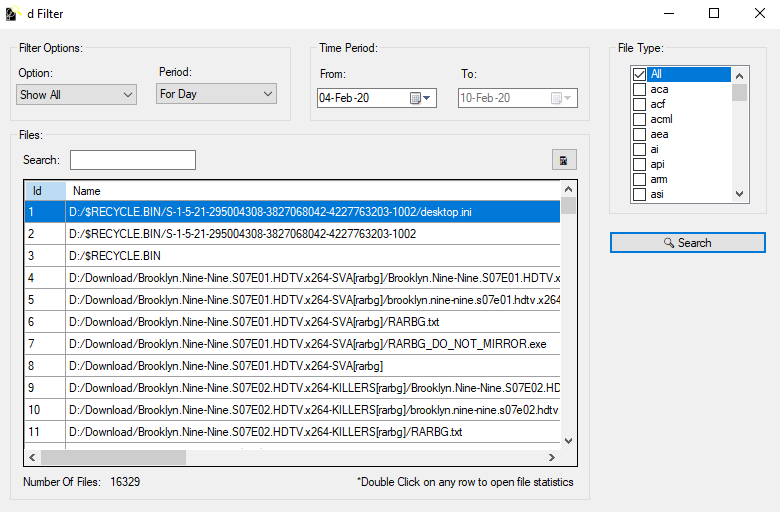 d Filter
Filter Options:
Option:
Period:
Show All
For Day
Time Period:
From:
To:
04-Feb-20
10-Feb-20
File Type:
All
aca
acf
acml
aea
ai
api
arm
asi
Search
Files:
Search:
Id Name
1 D:/$RECYCLE.BIN/S-1-5-21-295004308-3827068042-4227763203-1002/desktop.ini
2 D:/$RECYCLE.BIN/S-1-5-21-295004308-3827068042-4227763203-1002
3 D:/$RECYCLE.BIN
4 D:/Download/Brooklyn.Nine-Nine.S07E01.HDTV.x264-SVA[rarbg]/Brooklyn.Nine-Nine.S07E01.HDTV.x
5 D:/Download/Brooklyn.Nine-Nine.S07E01.HDTV.x264-SVA[rarbg]/brooklyn.nine-nine.s07e01.hdtv.x264
6 D:/Download/Brooklyn.Nine-Nine.S07E01.HDTV.x264-SVA[rarbg]/RARBG.txt
7 D:/Download/Brooklyn.Nine-Nine.S07E01.HDTV.x264-SVA[rarbg]/RARBG_DO_NOT_MIRROR.exe
8 D:/Download/Brooklyn.Nine-Nine.S07E01.HDTV.x264-SVA[rarbg]
9 D:/Download/Brooklyn.Nine-Nine.S07E02.HDTV.x264-KILLERS[rarbg]/Brooklyn.Nine-Nine.S07E02.HD
10 D:/Download/Brooklyn.Nine-Nine.S07E02.HDTV.x264-KILLERS[rarbg]/brooklyn.nine-nine.s07e02.hdtv
11 D:/Download/Brooklyn.Nine-Nine.S07E02.HDTV.x264-KILLERS[rarbg]/RARBG.txt
Number Of Files: 16329
*Double Click on any row to open file statistics